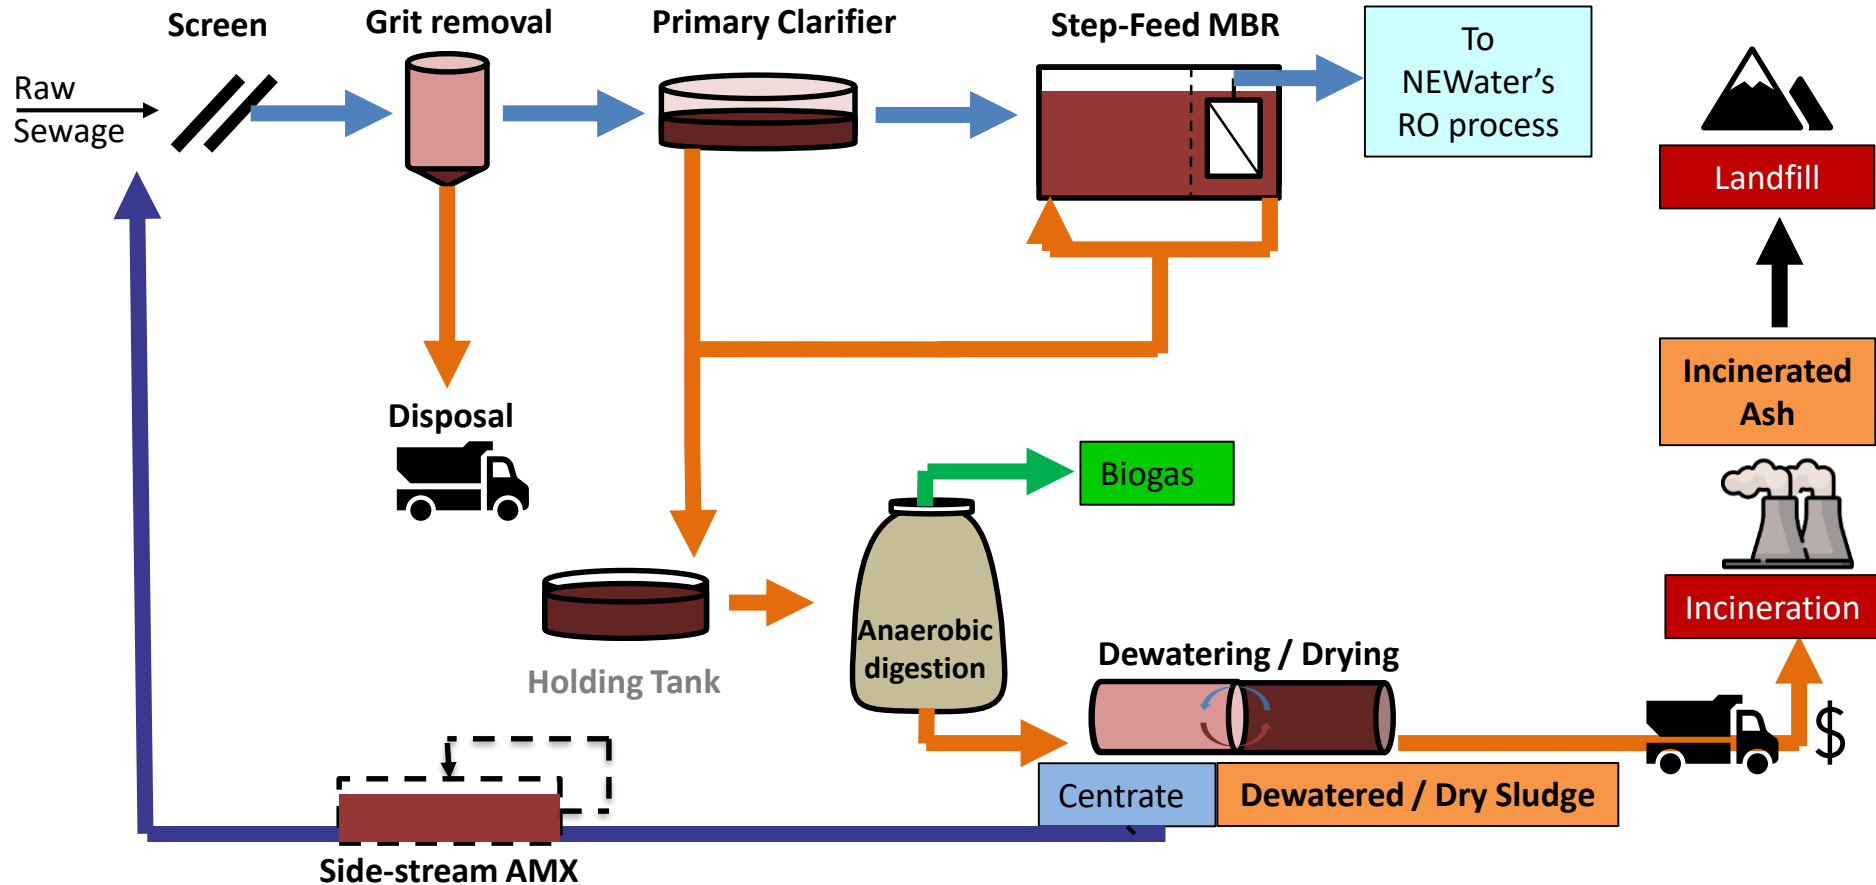 Screen
Grit removal
Primary Clarifier
Step-Feed MBR
Raw
Sewage
To
NEWater's
RO process
Landfill
Incinerated
Ash
Disposal
Biogas
Incineration
Anaerobic
digestion
Holding Tank
Dewatering / Drying
$
Centrate
Dewatered / Dry Sludge
Side-stream AMX